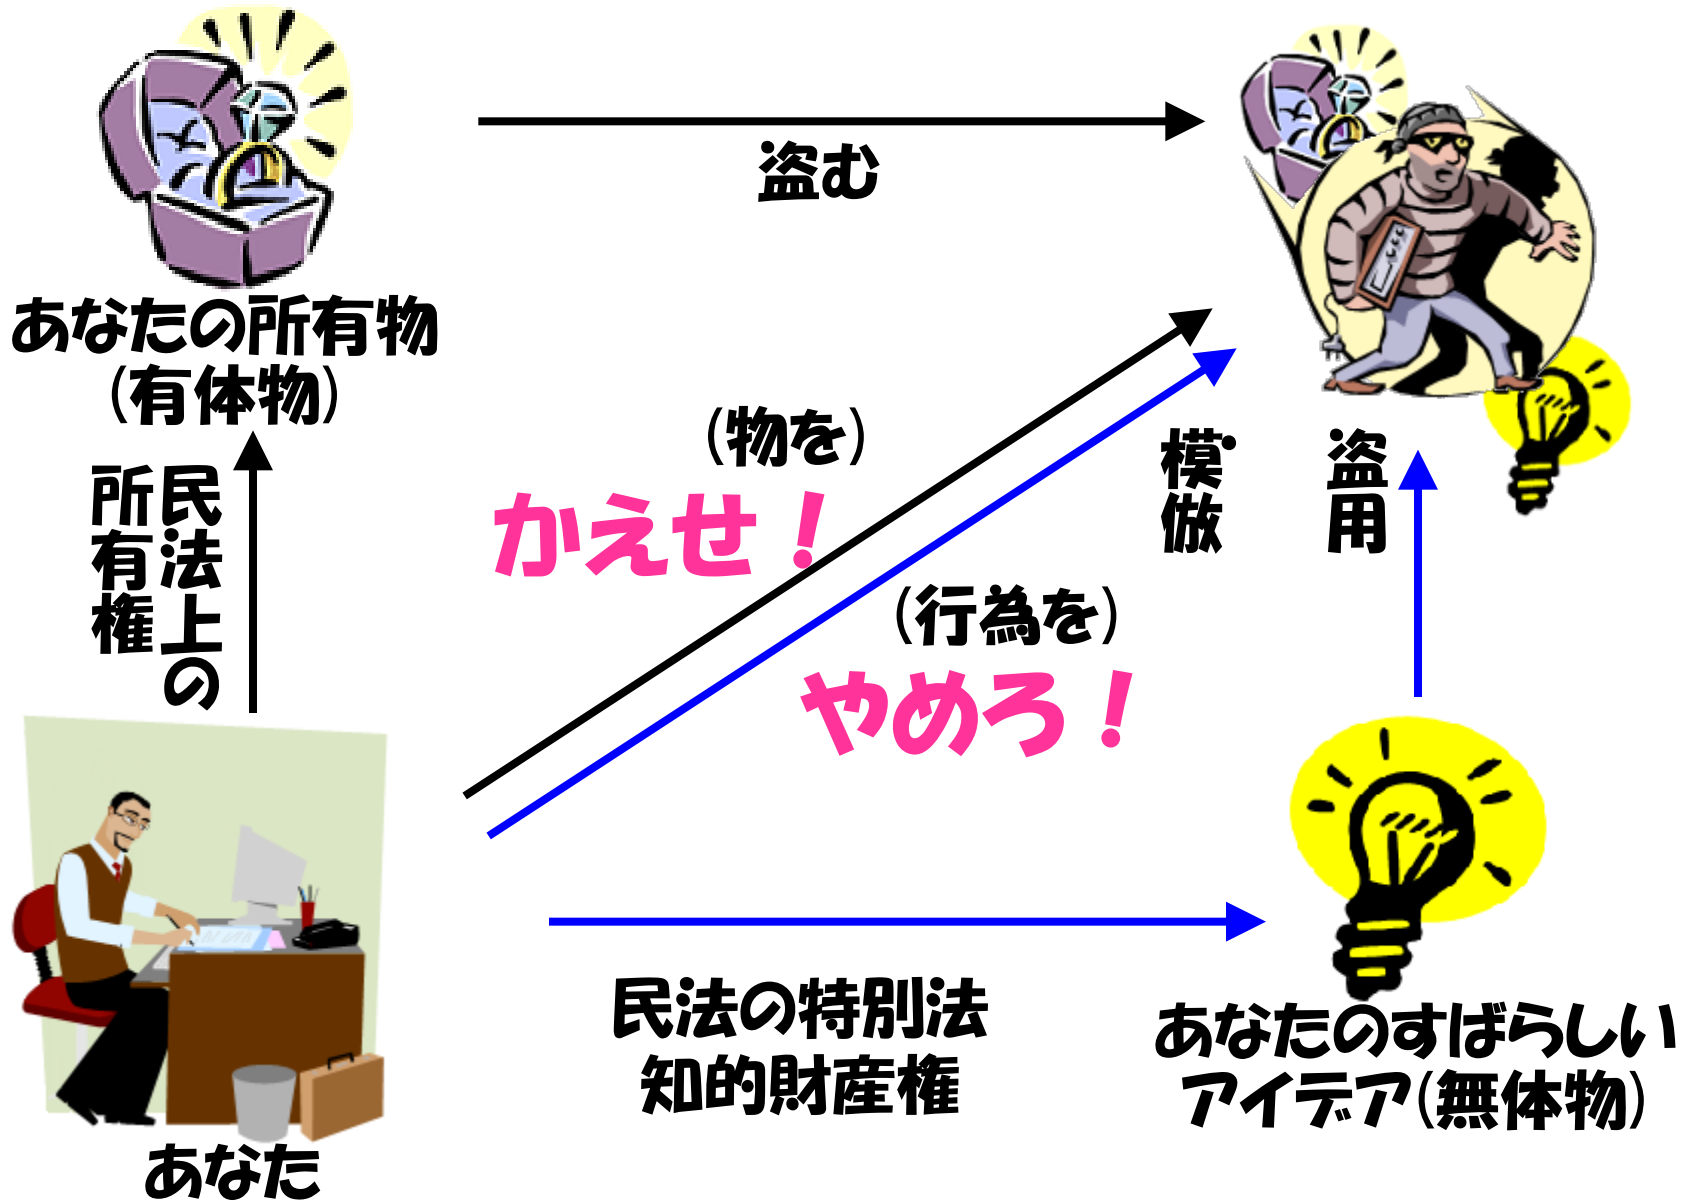 盗む
あなたの所有物
(有体物)
民法上の
所有権
(物を)
かえせ！
模倣
盗用
(行為を)
やめろ！
民法の特別法
知的財産権
あなたのすばらしい
アイデア(無体物)
あなた